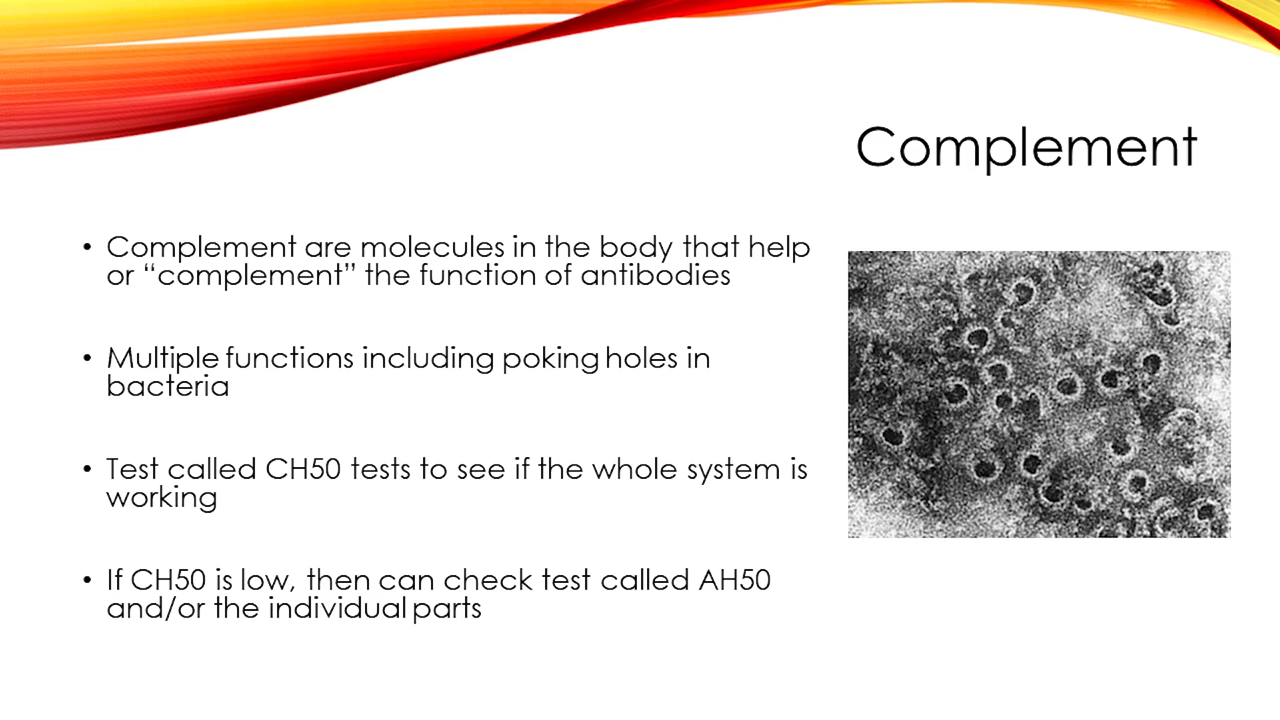 Complement
• Complement are molecules in the body that help
or “complement” the function of antibodies
• Multiple functions including poking holes in
bacteria
• Test called CH50 tests to see if the whole system is
working
• If CH50 is low, then can check test called AH50
and/or the individual parts